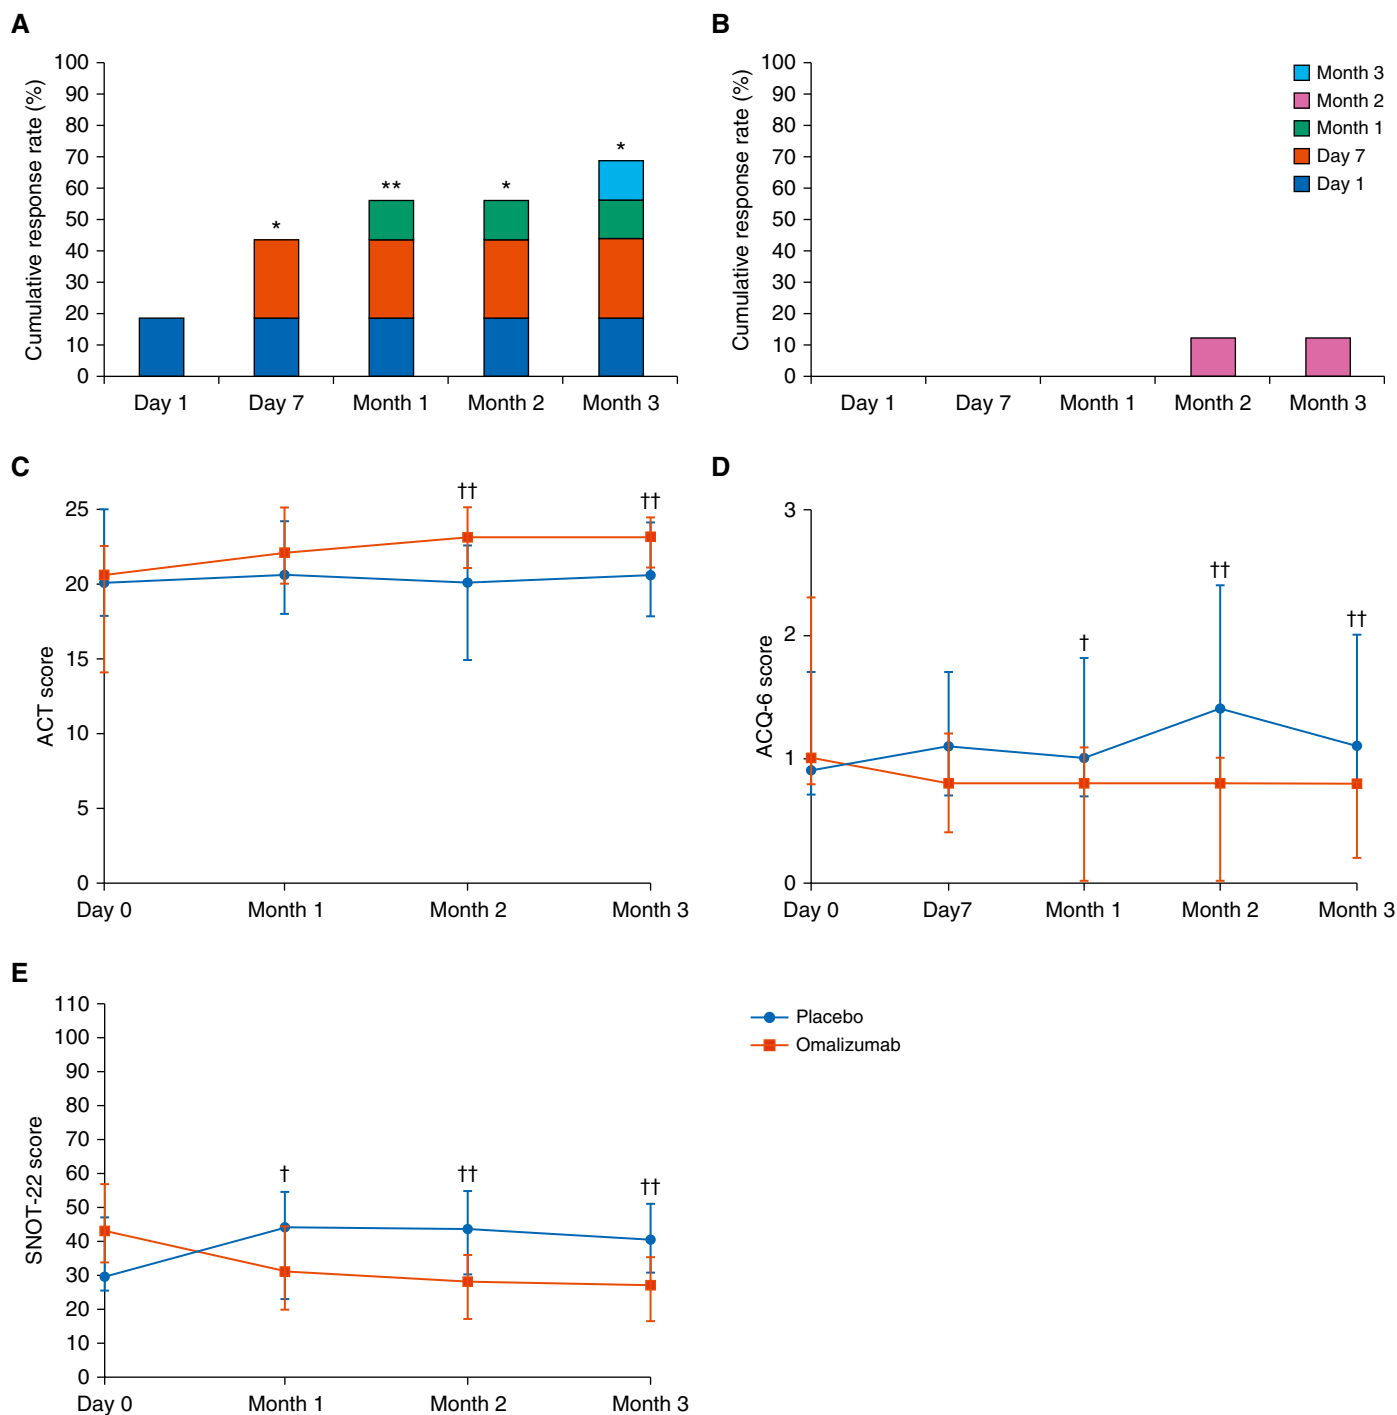 A
Cumulative response rate (%)
100
90
80
70
60
50
40
30
20
10
0
*
**
*
*
Day 1
Day 7
Month 1
Month 2
Month 3
B
Cumulative response rate (%)
100
90
80
70
60
50
40
30
20
10
0
Month 3
Month 2
Month 1
Day 7
Day 1
Day 1
Day 7
Month 1
Month 2
Month 3
C
ACT score
25
20
15
10
5
0
††
††
Day 0
Month 1
Month 2
Month 3
D
ACQ-6 score
3
2
1
0
†
††
††
Day 0
Day7
Month 1
Month 2
Month 3
E
SNOT-22 score
110
100
90
80
70
60
50
40
30
20
10
0
†
††
††
Day 0
Month 1
Month 2
Month 3
Placebo
Omalizumab